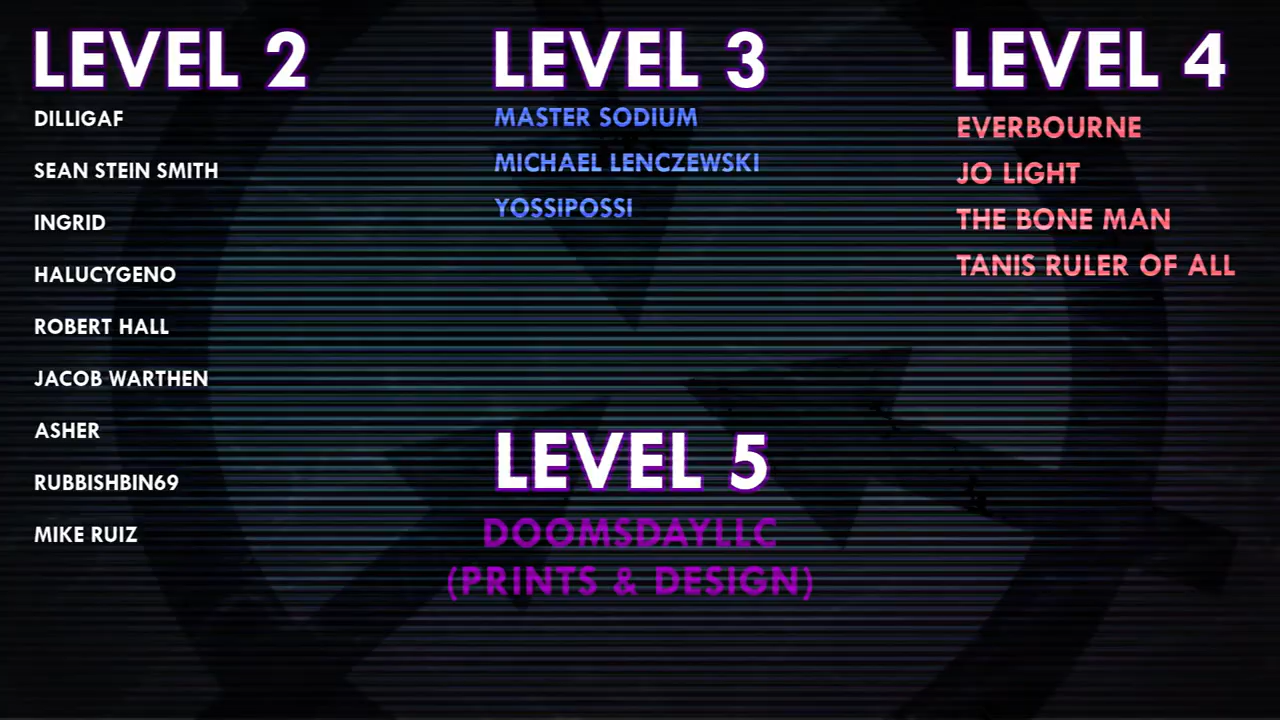 LEVEL 2
DILLIGAF
SEAN STEIN SMITH
INGRID
HALUCYGENO
ROBERT HALL
JACOB WARTHEN
ASHER
RUBBISHBIN69
MIKE RUIZ
LEVEL 3
MASTER SODIUM
MICHAEL LENCZEWSKI
YOSSIPOSSI
LEVEL 4
EVERBOURNE
JO LIGHT
THE BONE MAN
TANIS RULER OF ALL
LEVEL 5
DOOMSDAYLLC
(PRINTS & DESIGN)